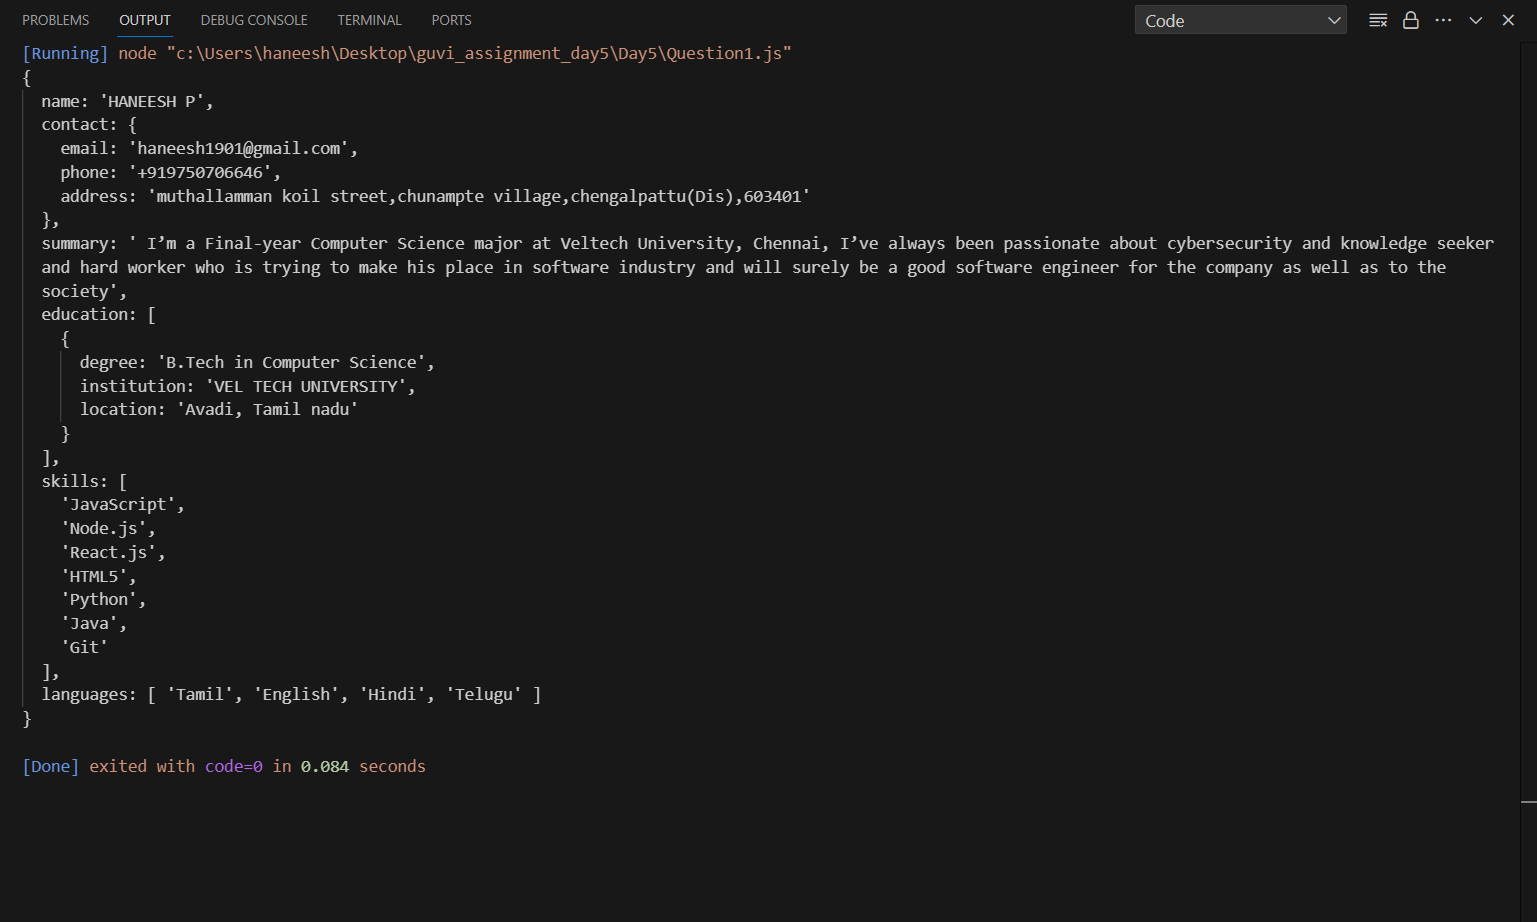 PROBLEMS OUTPUT DEBUG CONSOLE TERMINAL PORTS Code
[Running] node "c:\Users\haneesh\Desktop\guvi_assignment_day5\Day5\Question1.js"
{
name: 'HANEESH P',
contact: {
email: 'haneesh1901@gmail.com',
phone: '+919750706646',
address: 'muthallamman koil street,chunampte village,chengalpattu(Dis),603401'
},
summary: ' I’m a Final-year Computer Science major at Veltech University, Chennai, I’ve always been passionate about cybersecurity and knowledge seeker
and hard worker who is trying to make his place in software industry and will surely be a good software engineer for the company as well as to the
society',
education: [
{
degree: 'B.Tech in Computer Science',
institution: 'VEL TECH UNIVERSITY',
location: 'Avadi, Tamil nadu'
}
],
skills: [
'JavaScript',
'Node.js',
'React.js',
'HTML5',
'Python',
'Java',
'Git'
],
languages: [ 'Tamil', 'English', 'Hindi', 'Telugu' ]
}
[Done] exited with code=0 in 0.084 seconds